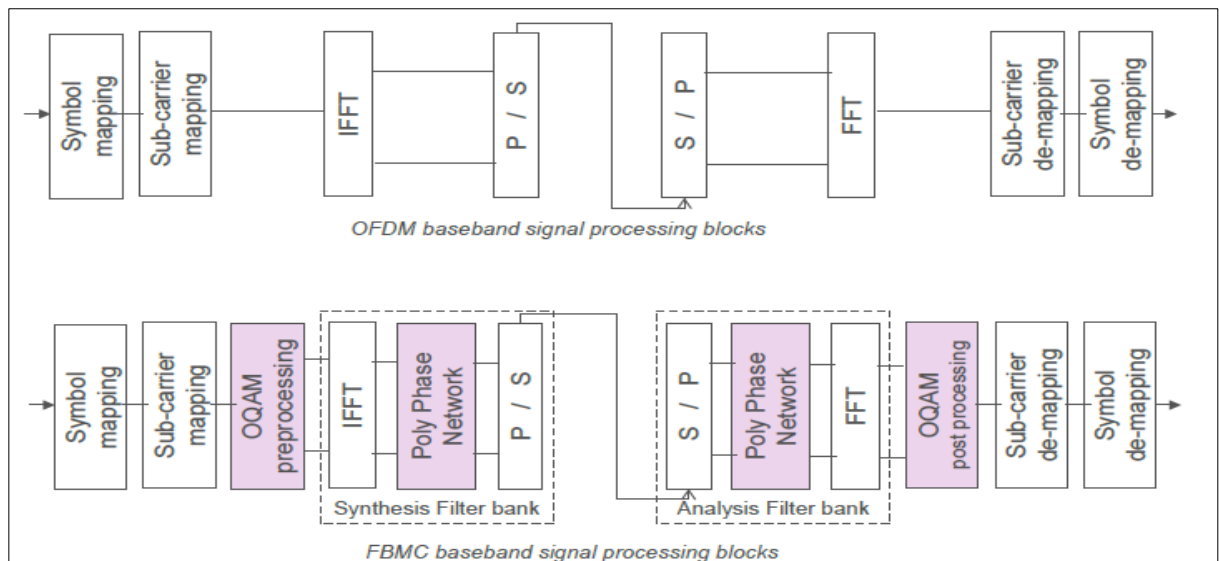 Symbol
mapping
Sub-carrier
mapping
IFFT
P / S
S / P
FFT
Sub-carrier
de-mapping
Symbol
de-mapping
OFDM baseband signal processing blocks
Symbol
mapping
Sub-carrier
mapping
OQAM
preprocessing
IFFT
Poly Phase
Network
P / S
S / P
Poly Phase
Network
FFT
OQAM
post processing
Sub-carrier
de-mapping
Symbol
de-mapping
Synthesis Filter bank
Analysis Filter bank
FBMC baseband signal processing blocks